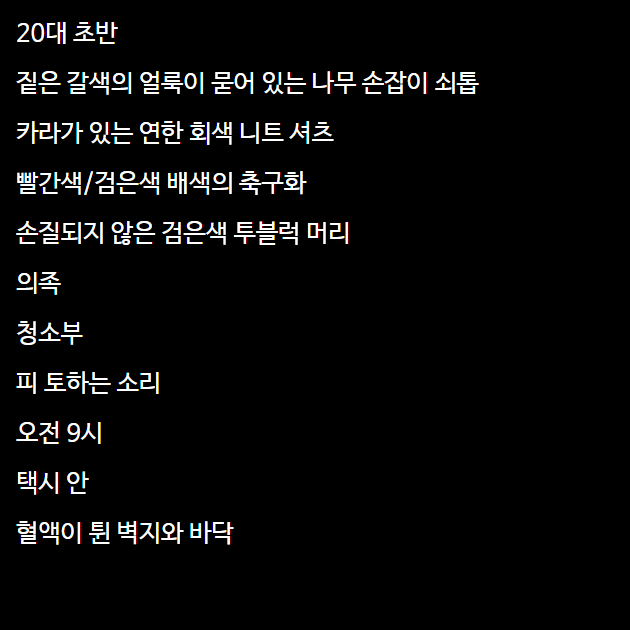 20대 초반
짙은 갈색의 얼룩이 묻어 있는 나무 손잡이 쇠톱
카라가 있는 연한 회색 니트 셔츠
빨간색/검은색 배색의 축구화
손질되지 않은 검은색 투블럭 머리
의족
청소부
피 토하는 소리
오전 9시
택시 안
혈액이 튄 벽지와 바닥